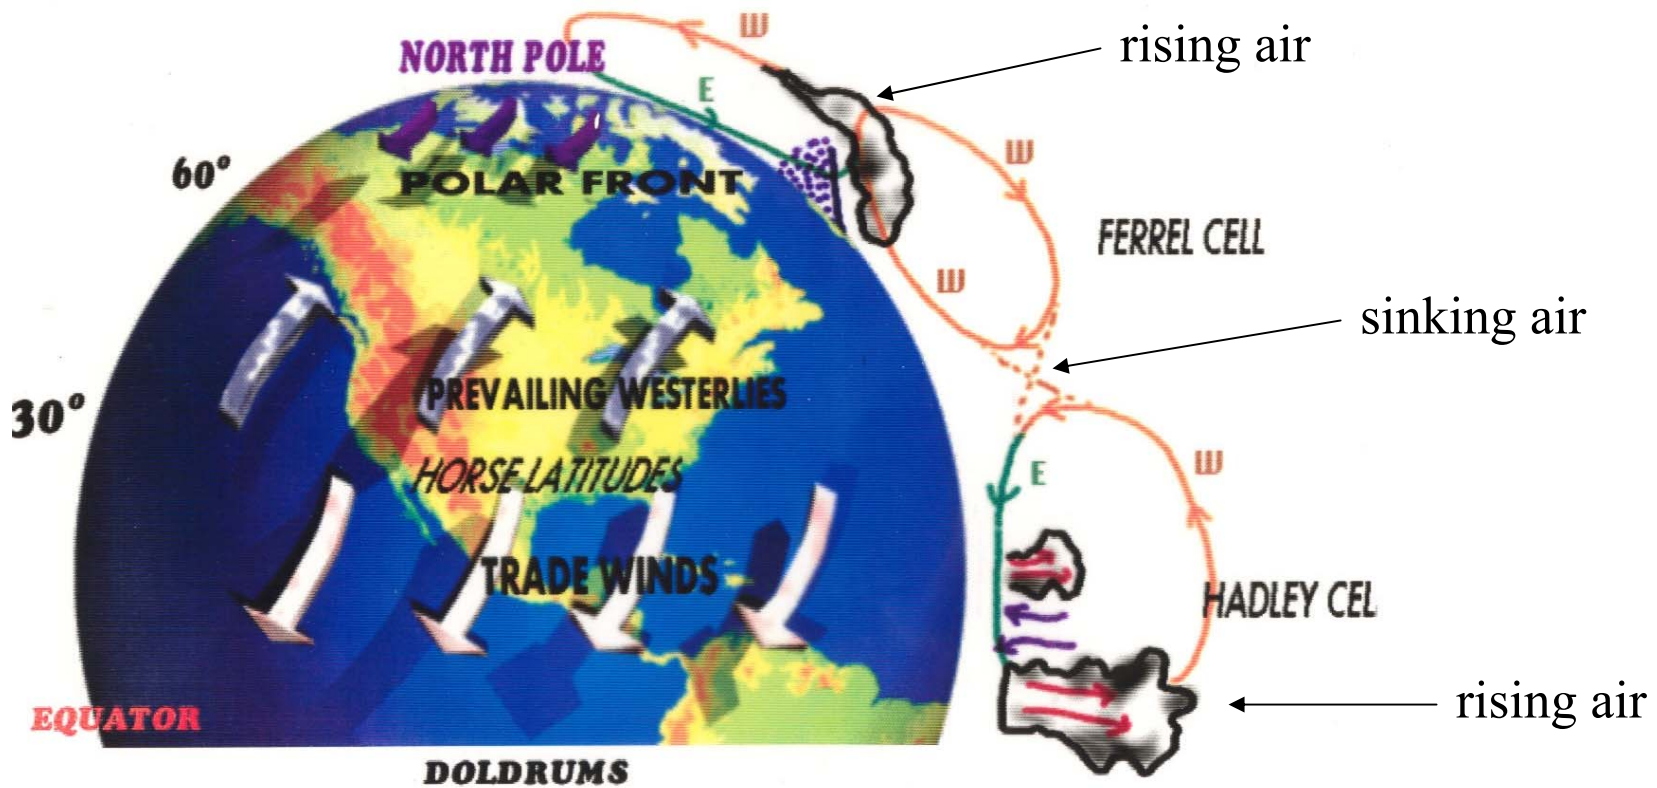 W
rising air
NORTH POLE
E
W
60°
POLAR FRONT
FERREL CELL
W
sinking air
PREVAILING WESTERLIES
30°
HORSE LATITUDES
E
W
TRADE WINDS
HADLEY CEL
EQUATOR
rising air
DOLDRUMS